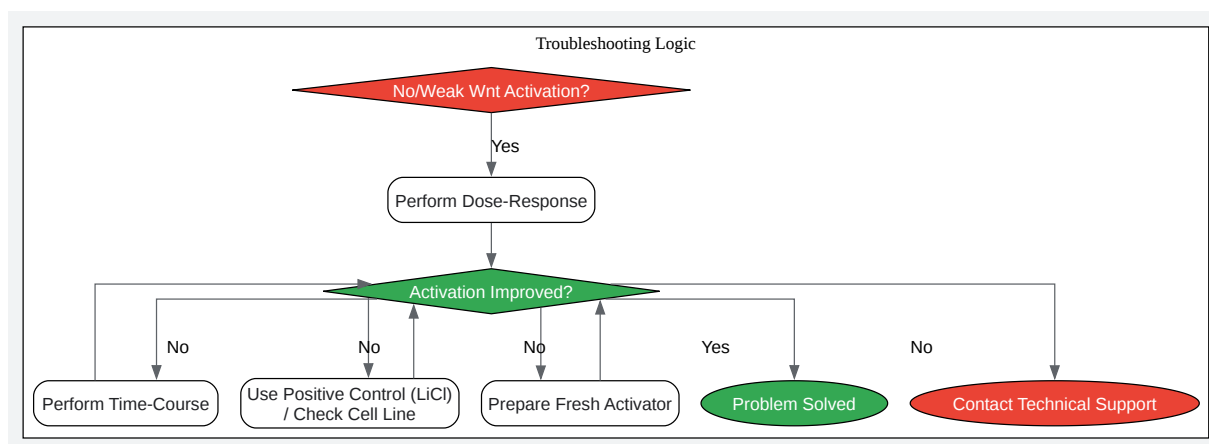 Troubleshooting Logic
No/Weak Wnt Activation?
Yes
Perform Dose-Response
Activation Improved?
No
No
No
Yes
No
Perform Time-Course
Use Positive Control (LiCl)
/ Check Cell Line
Prepare Fresh Activator
Problem Solved
Contact Technical Support